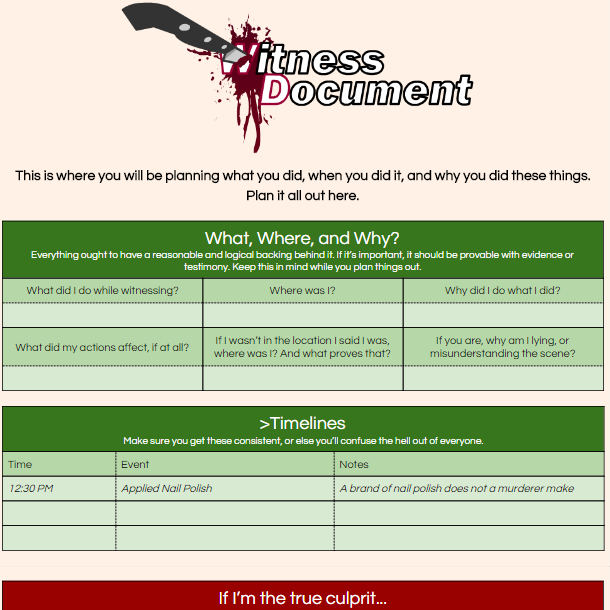 Witness
Document
This is where you will be planning what you did, when you did it, and why you did these things.
Plan it all out here.
What, Where, and Why?
Everything ought to have a reasonable and logical backing behind it. If it's important, it should be provable with evidence or
testimony. Keep this in mind while you plan things out.
What did I do while witnessing?
Where was I?
Why did I do what I did?
What did my actions affect, if at all?
If I wasn't in the location I said I was,
where was I? And what proves that?
If you are, why am I lying, or
misunderstanding the scene?
>Timelines
Make sure you get these consistent, or else you'll confuse the hell out of everyone.
Time
Event
Notes
12:30 PM
Applied Nail Polish
A brand of nail polish does not a murderer make
If I'm the true culprit...